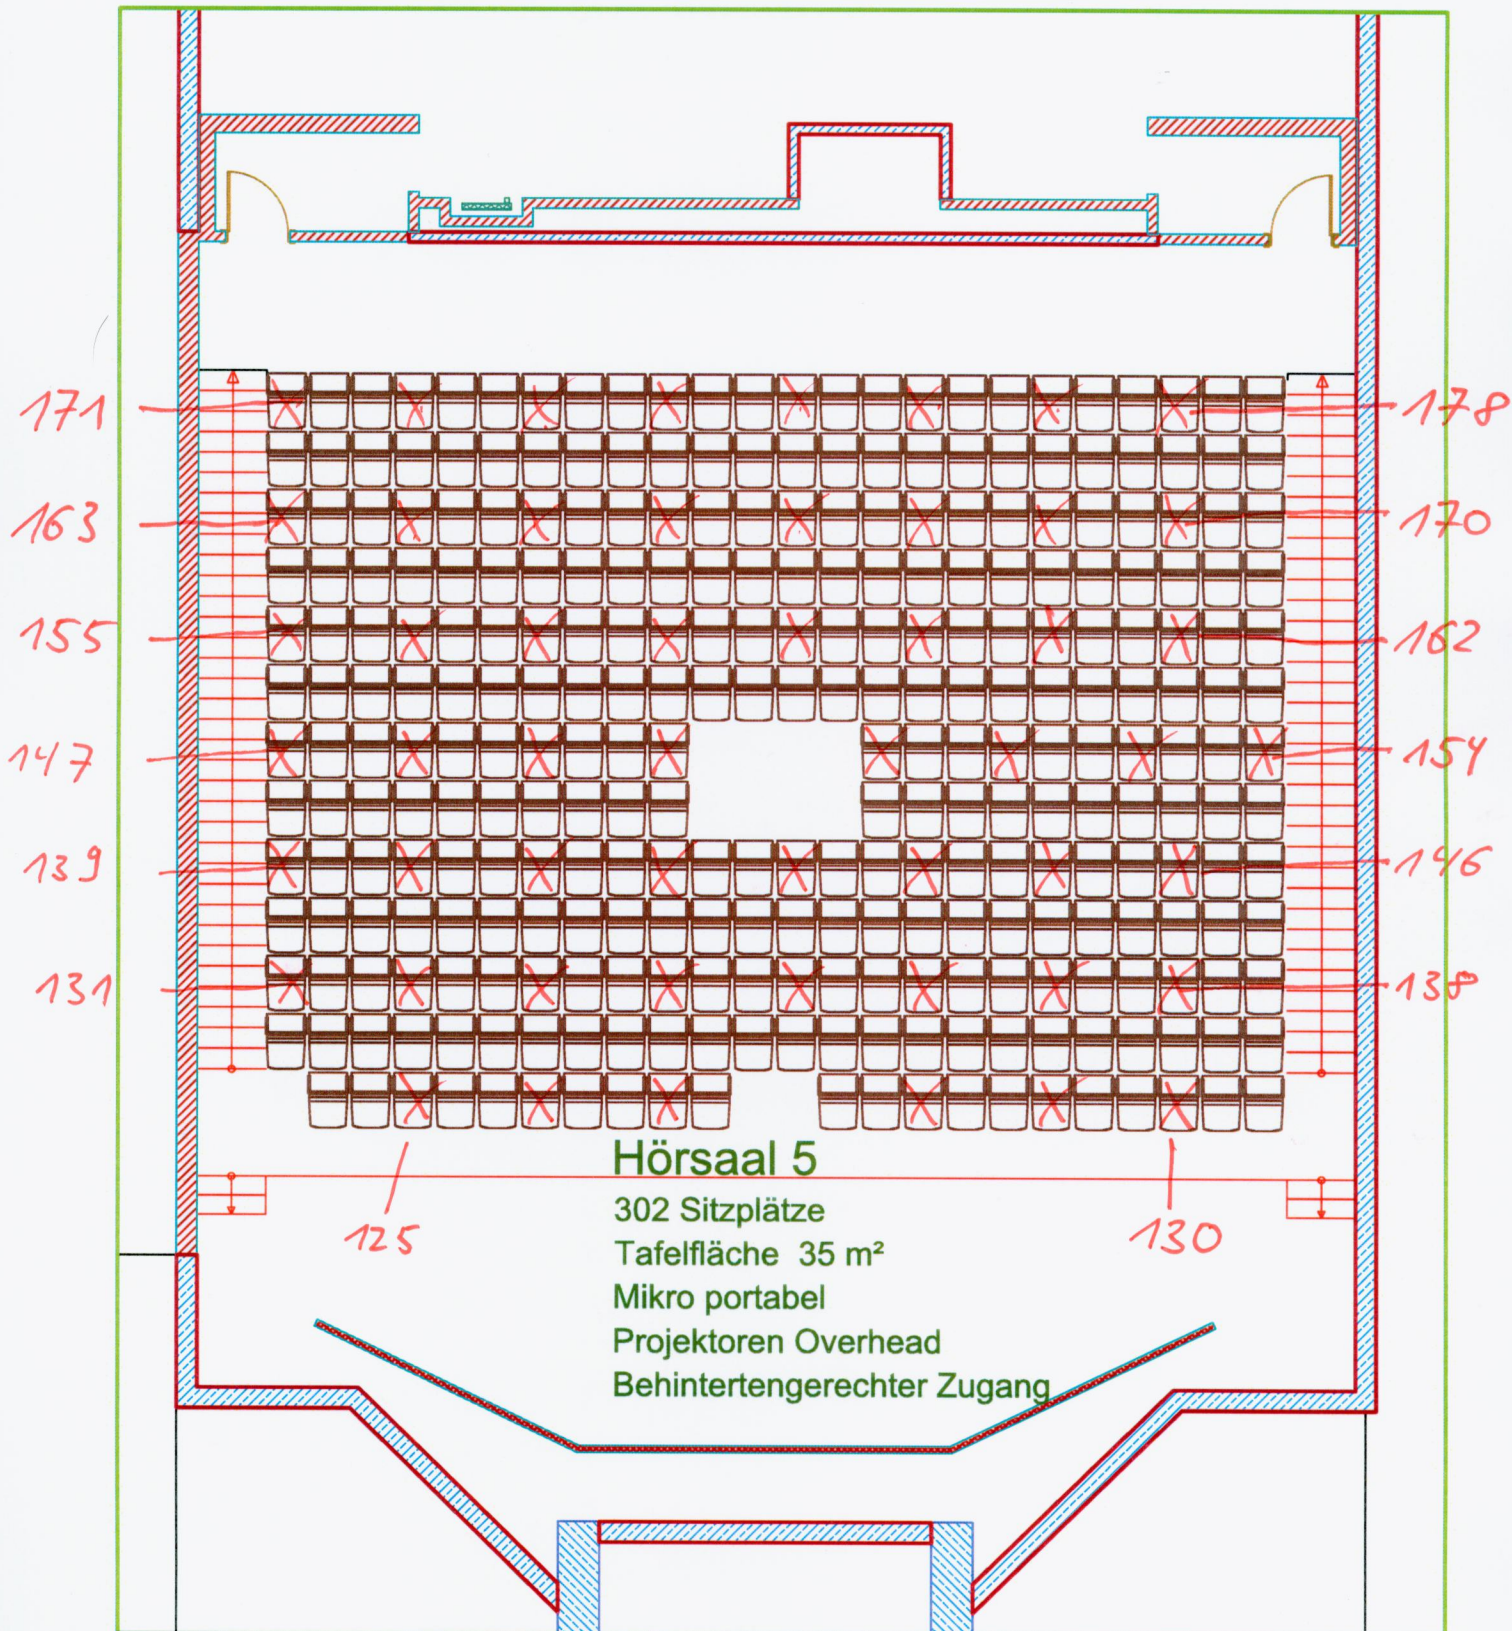 171 178
163 170
155 162
147 154
139 146
131 138
125 130
Hörsaal 5
302 Sitzplätze
Tafelfläche 35 m²
Mikro portabel
Projektoren Overhead
Behintertengerechter Zugang